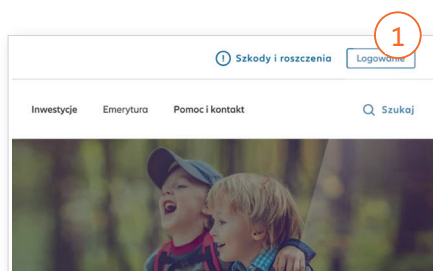 1
Szkody i roszczenia Logowanie
Inwestycje Emerytura Pomoc i kontakt Szukaj